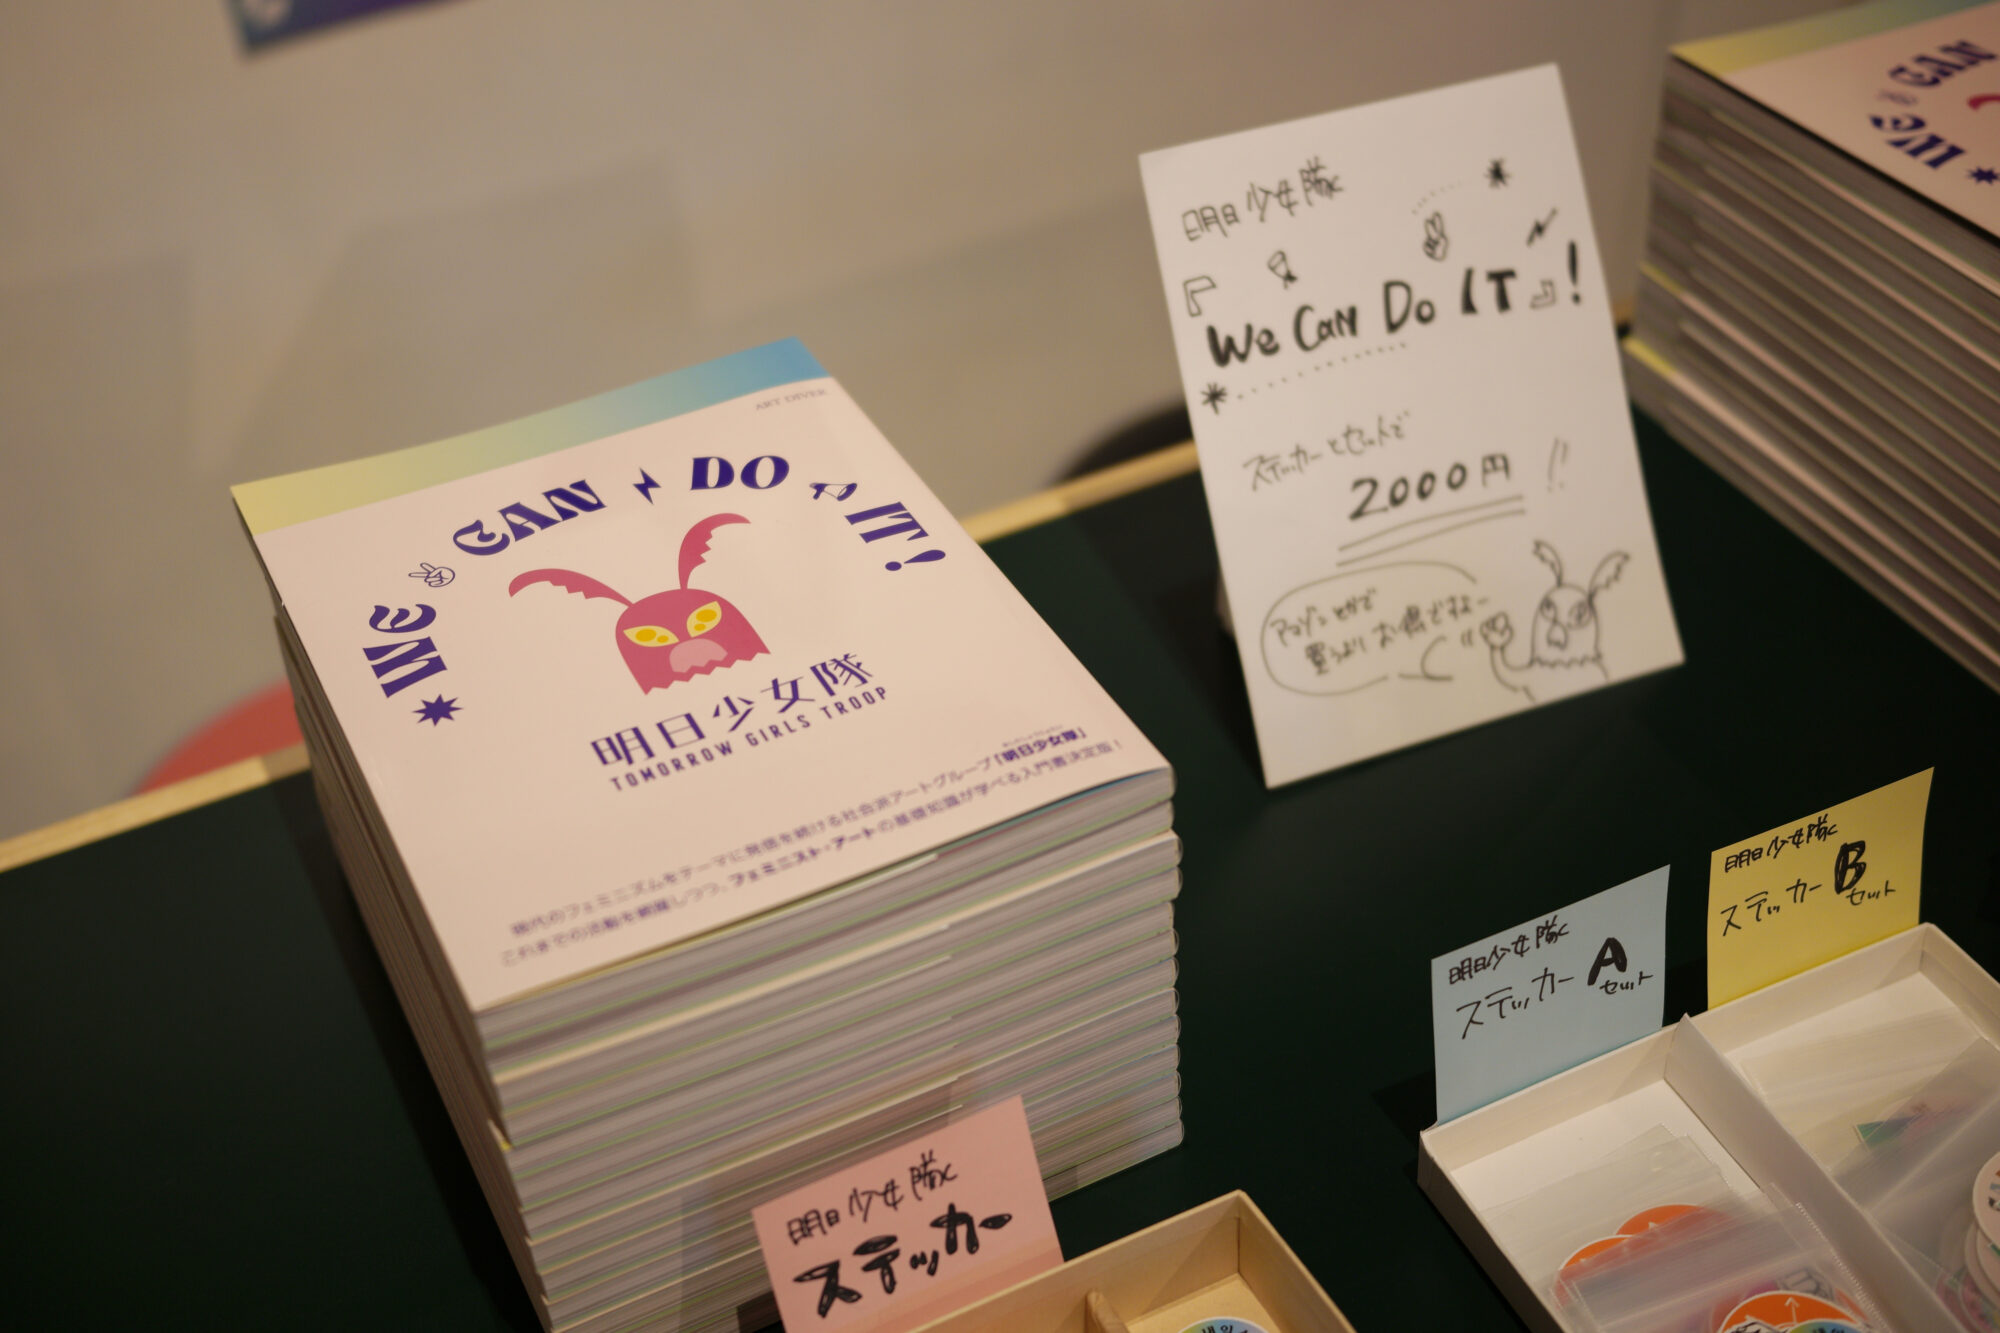 ART DIVER
WE CAN DO IT!
明日少女隊
TOMORROW GIRLS TROOP
現代のフェミニズムをテーマに発信を続ける社会派アートグループ「明日少女隊」
これまでの活動を網羅しつつ、フェミニスト・アートの基礎知識が学べる入門書決定版！
明日少女隊
『We Can Do IT』!
ステッカーとセットで
2000円!!
アマゾンとかで
買うよりお得ですよー
WE CAN
明日少女隊
ステッカー
明日少女隊
ステッカー A セット
明日少女隊
ステッカー B セット